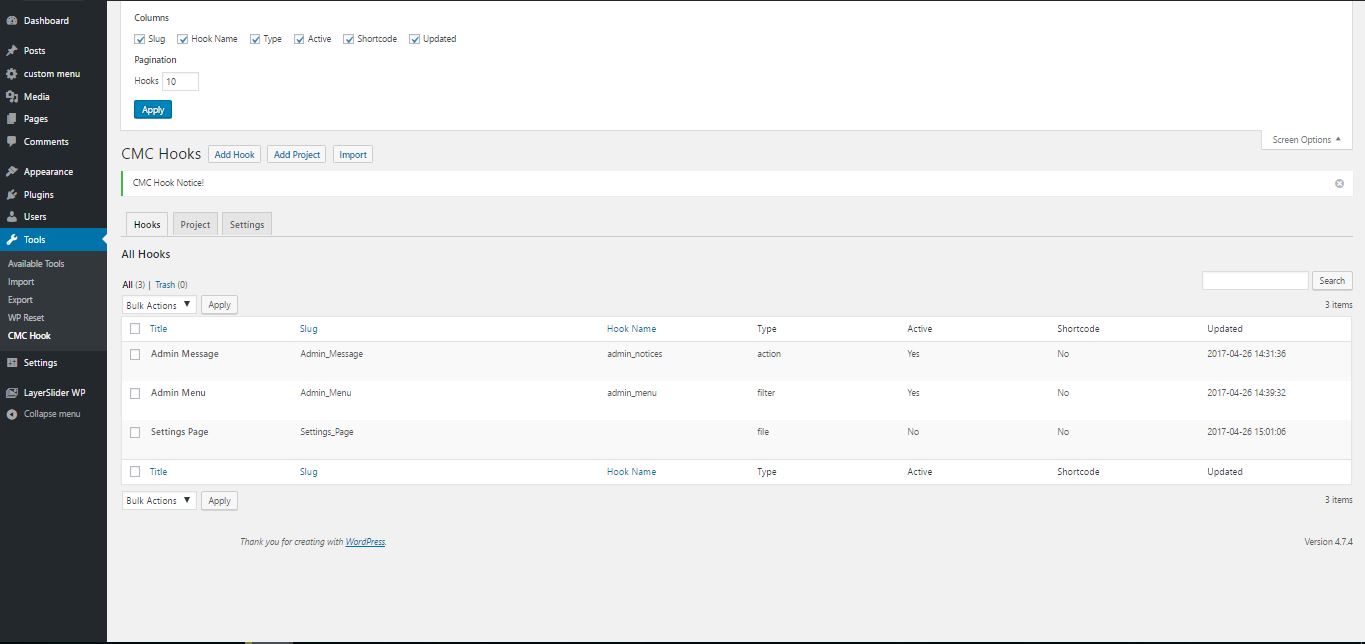 Dashboard
Posts
custom menu
Media
Pages
Comments
Appearance
Plugins
Users
Tools
Available Tools
Import
Export
WP Reset
CMC Hook
Settings
LayerSlider WP
Collapse menu
Columns
Slug Hook Name Type Active Shortcode Updated
Pagination
Hooks 10
Apply
Screen Options
CMC Hooks Add Hook Add Project Import
CMC Hook Notice!
Hooks Project Settings
All Hooks
All (3) | Trash (0)
Search
Bulk Actions Apply 3 items
Title Slug Hook Name Type Active Shortcode Updated
Admin Message Admin_Message admin_notices action Yes No 2017-04-26 14:31:36
Admin Menu Admin_Menu admin_menu filter Yes No 2017-04-26 14:39:32
Settings Page Settings_Page file No No 2017-04-26 15:01:06
Title Slug Hook Name Type Active Shortcode Updated
Bulk Actions Apply 3 items
Thank you for creating with WordPress. Version 4.7.4